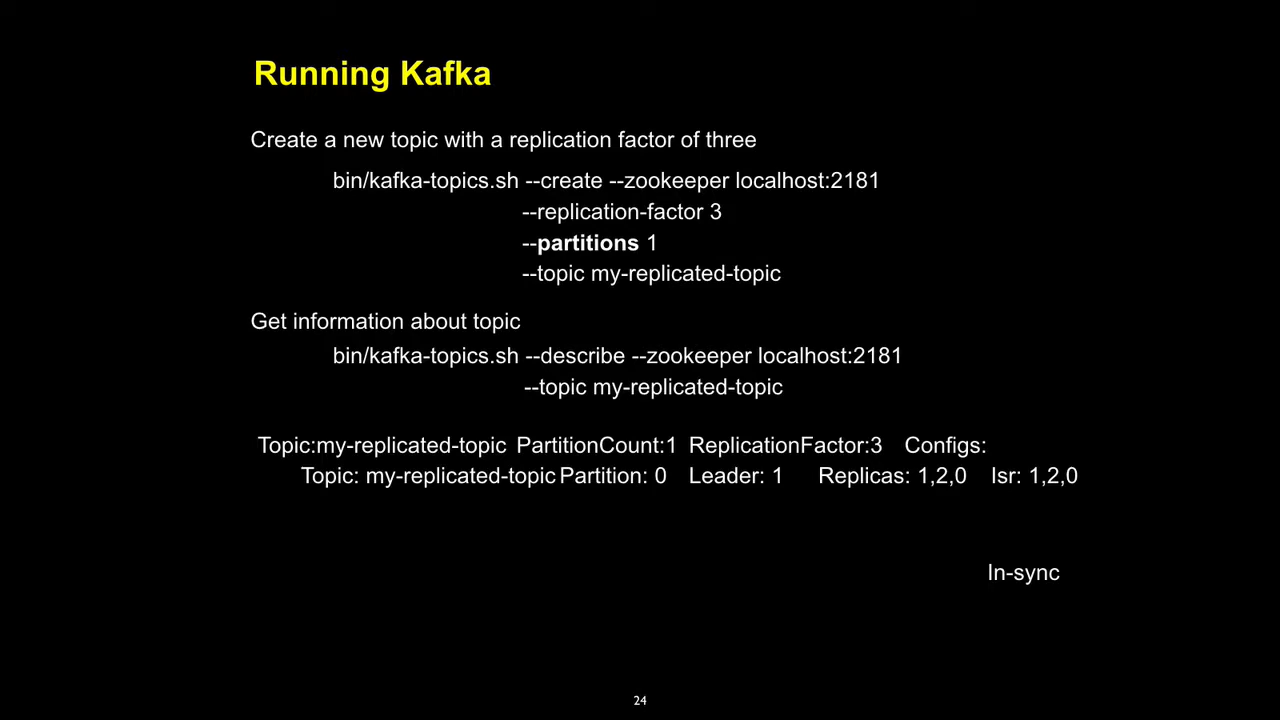 Running Kafka
Create a new topic with a replication factor of three
bin/kafka-topics.sh --create --zookeeper localhost:2181
--replication-factor 3
--partitions 1
--topic my-replicated-topic
Get information about topic
bin/kafka-topics.sh --describe --zookeeper localhost:2181
--topic my-replicated-topic
Topic:my-replicated-topic PartitionCount:1 ReplicationFactor:3 Configs:
Topic: my-replicated-topic Partition: 0 Leader: 1 Replicas: 1,2,0 Isr: 1,2,0
In-sync
24